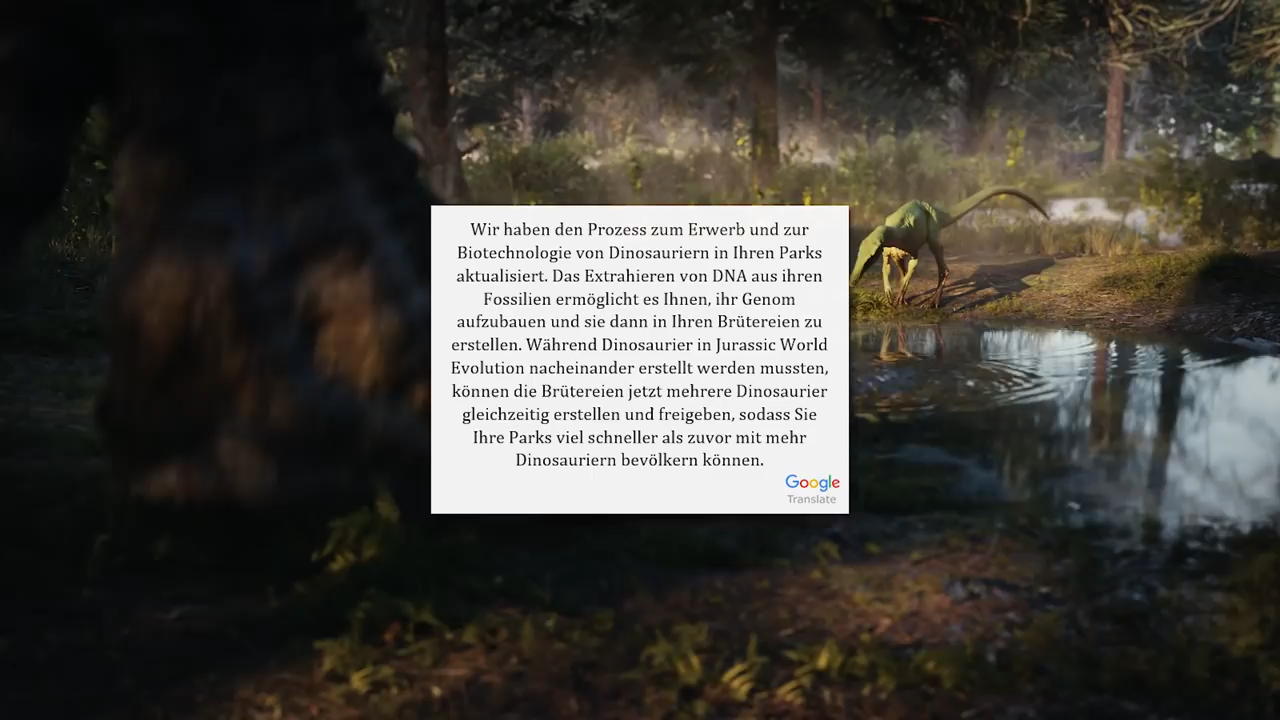 Wir haben den Prozess zum Erwerb und zur
Biotechnologie von Dinosauriern in Ihren Parks
aktualisiert. Das Extrahieren von DNA aus ihren
Fossilien ermöglicht es Ihnen, ihr Genom
aufzubauen und sie dann in Ihren Brütereien zu
erstellen. Während Dinosaurier in Jurassic World
Evolution nacheinander erstellt werden mussten,
können die Brütereien jetzt mehrere Dinosaurier
gleichzeitig erstellen und freigeben, sodass Sie
Ihre Parks viel schneller als zuvor mit mehr
Dinosauriern bevölkern können.
Google
Translate